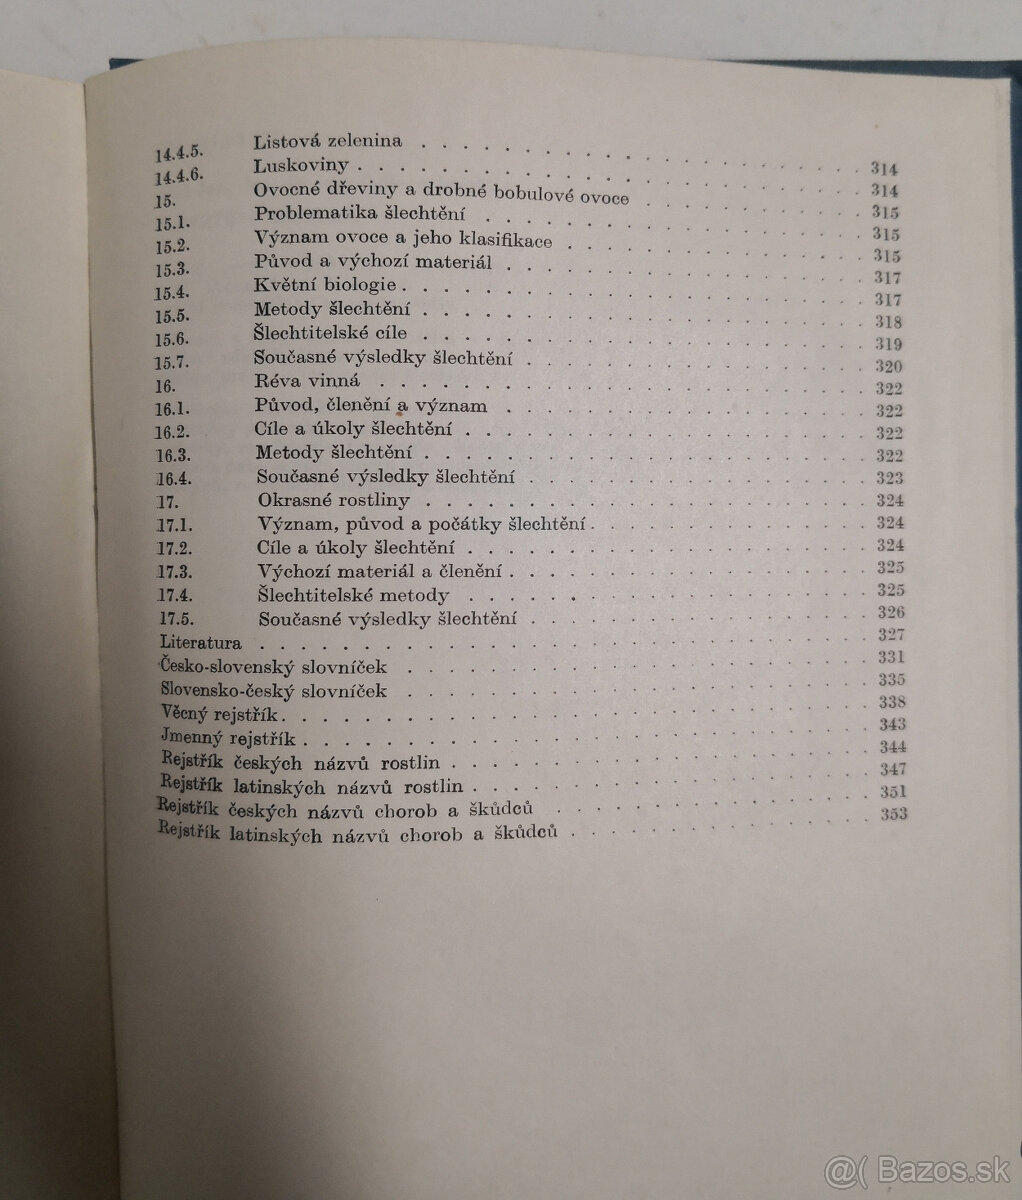 14.4.5. Listová zelenina . . . . . . . . . . . . . . . . . . . . 314
14.4.6. Luskoviny . . . . . . . . . . . . . . . . . . . . 314
15. Ovocné dřeviny a drobné bobulové ovoce . . . . . . . . . . 315
15.1. Problematika šlechtění . . . . . . . . . . . . . . . . . 315
15.2. Význam ovoce a jeho klasifikace . . . . . . . . . . . . . 315
15.3. Původ a výchozí materiál . . . . . . . . . . . . . . . . 317
15.4. Květní biologie . . . . . . . . . . . . . . . . . . . . 317
15.5. Metody šlechtění . . . . . . . . . . . . . . . . . . . . 318
15.6. Šlechtitelské cíle . . . . . . . . . . . . . . . . . . . . 319
15.7. Současné výsledky šlechtění . . . . . . . . . . . . . . . 320
16. Réva vinná . . . . . . . . . . . . . . . . . . . . 322
16.1. Původ, členění a význam . . . . . . . . . . . . . . . . 322
16.2. Cíle a úkoly šlechtění . . . . . . . . . . . . . . . . . . 322
16.3. Metody šlechtění . . . . . . . . . . . . . . . . . . . . 322
16.4. Současné výsledky šlechtění . . . . . . . . . . . . . . . 323
17. Okrasné rostliny . . . . . . . . . . . . . . . . . . . . 324
17.1. Význam, původ a počátky šlechtění . . . . . . . . . . . . 324
17.2. Cíle a úkoly šlechtění . . . . . . . . . . . . . . . . . . 324
17.3. Výchozí materiál a členění . . . . . . . . . . . . . . . . 325
17.4. Šlechtitelské metody . . . . . . . . . . . . . . . . . . 325
17.5. Současné výsledky šlechtění . . . . . . . . . . . . . . . 326
Literatura . . . . . . . . . . . . . . . . . . . . 327
Česko-slovenský slovníček . . . . . . . . . . . . . . . . . . . . 331
Slovensko-český slovníček . . . . . . . . . . . . . . . . . . . . 335
Věcný rejstřík . . . . . . . . . . . . . . . . . . . . 338
Jmenný rejstřík . . . . . . . . . . . . . . . . . . . . 343
Rejstřík českých názvů rostlin . . . . . . . . . . . . . . . . . . 344
Rejstřík latinských názvů rostlin . . . . . . . . . . . . . . . . . 347
Rejstřík českých názvů chorob a škůdců . . . . . . . . . . . . . 351
Rejstřík latinských názvů chorob a škůdců . . . . . . . . . . . . 353
@( Bazos.sk